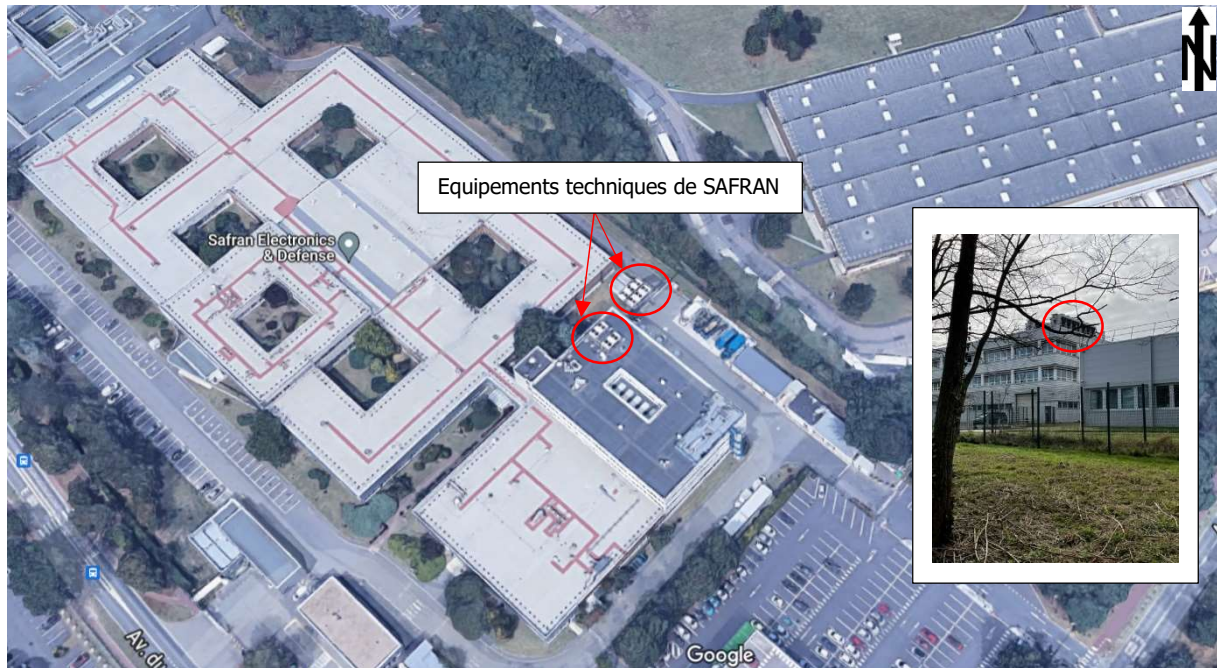 N
Equipements techniques de SAFRAN
Safran Electronics
& Defense
Av. d
Google